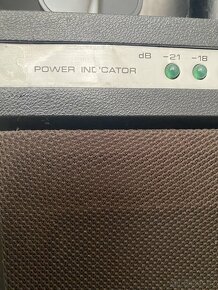 dB -21 -18
POWER INDICATOR